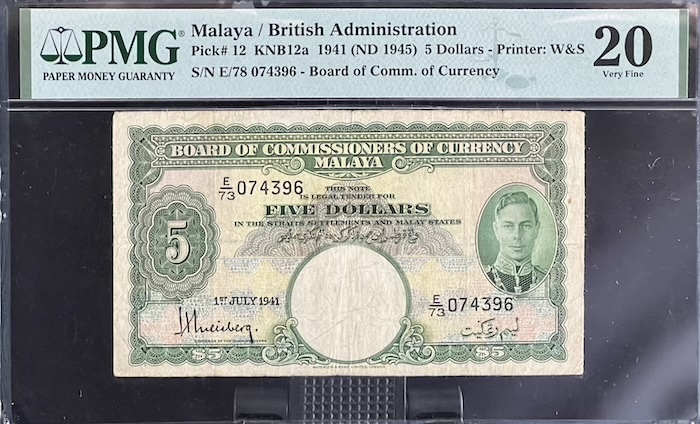 PMG
PAPER MONEY GUARANTY
Malaya / British Administration
Pick# 12 KNB12a 1941 (ND 1945) 5 Dollars - Printer: W&S
S/N E/78 074396 - Board of Comm. of Currency
20
Very Fine
BOARD OF COMMISSIONERS OF CURRENCY
MALAYA
E/73 074396
THIS NOTE
IS LEGAL TENDER FOR
FIVE DOLLARS
IN THE STRAITS SETTLEMENTS AND MALAY STATES
5
1ST JULY 1941
E/73 074396
ليم رڠݢيت
$5
$5